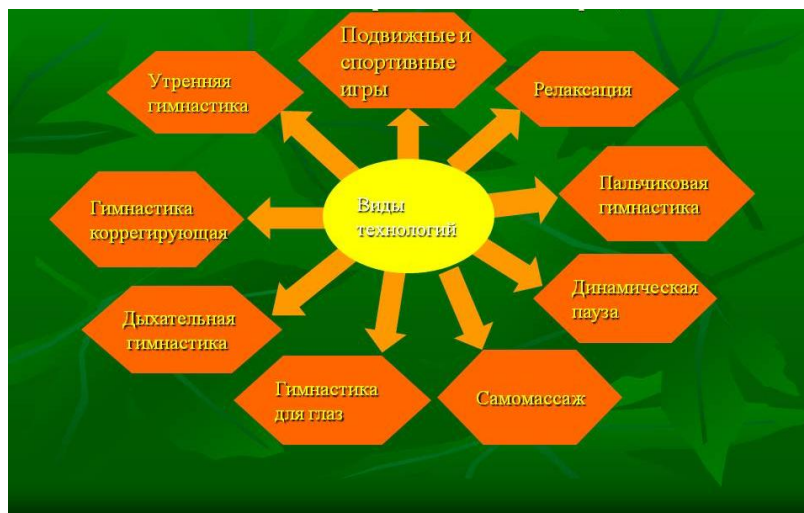 Подвижные и
спортивные
игры
Утренняя
гимнастика
Релаксация
Пальчиковая
гимнастика
Виды
технологий
Гимнастика
коррегирующая
Динамическая
пауза
Дыхательная
гимнастика
Гимнастика
для глаз
Самомассаж